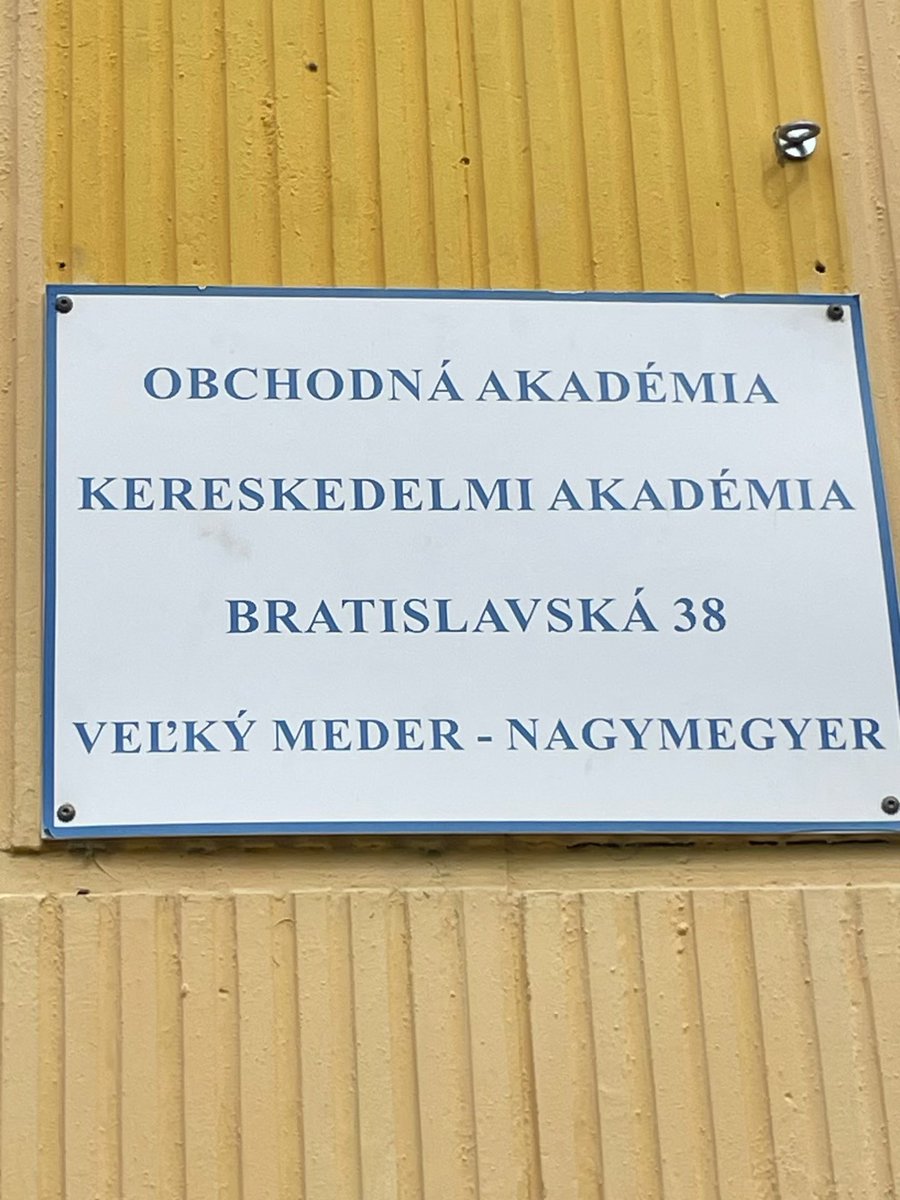 OBCHODNÁ AKADÉMIA
KERESKEDELMI AKADÉMIA
BRATISLAVSKÁ 38
VEĽKÝ MEDER - NAGYMEGYER